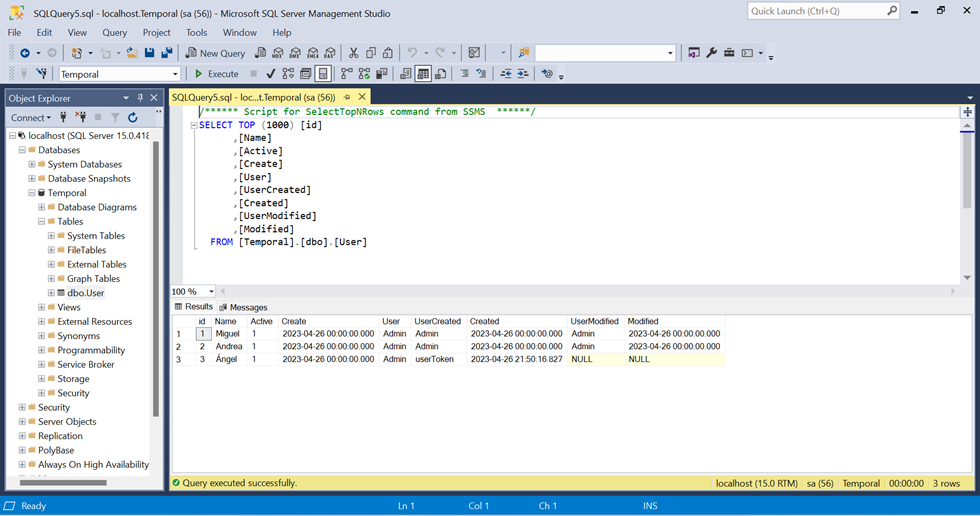 SQLQuery5.sql - localhost.Temporal (sa (56)) - Microsoft SQL Server Management Studio
Quick Launch (Ctrl+Q)
File Edit View Query Project Tools Window Help
New Query MDX DMX XMLA DAX
Temporal Execute
Object Explorer
SQLQuery5.sql - loc...t.Temporal (sa (56))
Connect
localhost (SQL Server 15.0.418
Databases
System Databases
Database Snapshots
Temporal
Database Diagrams
Tables
System Tables
FileTables
External Tables
Graph Tables
dbo.User
Views
External Resources
Synonyms
Programmability
Service Broker
Storage
Security
Security
Server Objects
Replication
PolyBase
Always On High Availability
/****** Script for SelectTopNRows command from SSMS  ******/
SELECT TOP (1000) [id]
,[Name]
,[Active]
,[Create]
,[User]
,[UserCreated]
,[Created]
,[UserModified]
,[Modified]
FROM [Temporal].[dbo].[User]
100 %
Results Messages
id Name Active Create User UserCreated Created UserModified Modified
1 1 Miguel 1 2023-04-26 00:00:00.000 Admin Admin 2023-04-26 00:00:00.000 Admin 2023-04-26 00:00:00.000
2 2 Andrea 1 2023-04-26 00:00:00.000 Admin Admin 2023-04-26 00:00:00.000 Admin 2023-04-26 00:00:00.000
3 3 Ángel 1 2023-04-26 00:00:00.000 Admin userToken 2023-04-26 21:50:16.827 NULL NULL
Query executed successfully. localhost (15.0 RTM) sa (56) Temporal 00:00:00 3 rows
Ready Ln 1 Col 1 Ch 1 INS